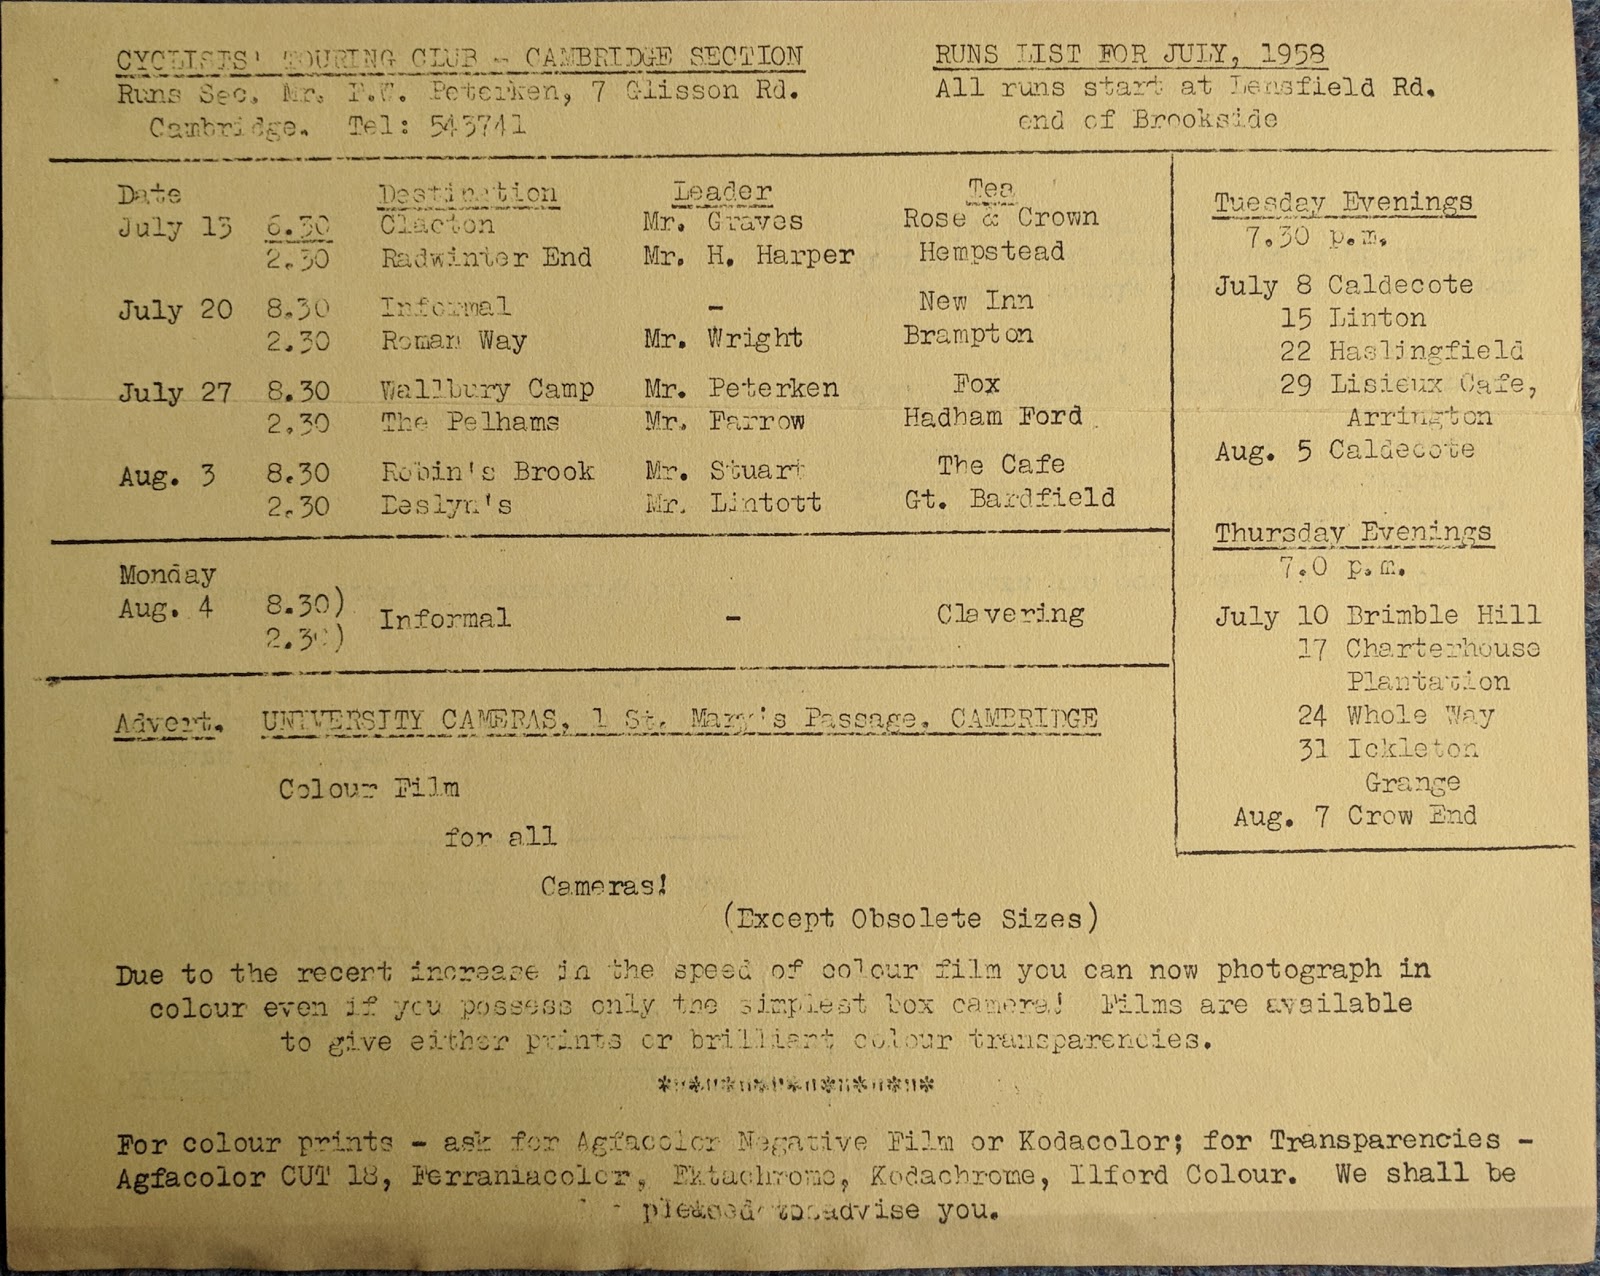 CYCLISTS' TOURING CLUB - CAMBRIDGE SECTION
Runs Sec. Mr. Peterken, 7 Glisson Rd.
Cambridge. Tel: 543741
RUNS LIST FOR JULY, 1958
All runs start at Lensfield Rd.
end of Brookside
Date Destination Leader Tea
July 13 6.30 Clacton Mr. Graves Rose & Crown
2.30 Radwinter End Mr. H. Harper Hempstead
July 20 8.30 Informal - New Inn
2.30 Roman Way Mr. Wright Brampton
July 27 8.30 Wallbury Camp Mr. Peterken Fox
2.30 The Pelhams Mr. Farrow Hadham Ford
Aug. 3 8.30 Robin's Brook Mr. Stuart The Cafe
2.30 Deslyn's Mr. Lintott Gt. Bardfield
Monday
Aug. 4 8.30) Informal - Clavering
2.30)
Tuesday Evenings
7.30 p.m.
July 8 Caldecote
15 Linton
22 Haslingfield
29 Lisieux Cafe,
Arrington
Aug. 5 Caldecote
Thursday Evenings
7.0 p.m.
July 10 Brimble Hill
17 Charterhouse
Plantation
24 Whole Way
31 Ickleton
Grange
Aug. 7 Crow End
Advert. UNIVERSITY CAMERAS, 1 St. Mary's Passage, CAMBRIDGE
Colour Film
for all
Cameras!
(Except Obsolete Sizes)
Due to the recent increase in the speed of colour film you can now photograph in
colour even if you possess only the simplest box camera! Films are available
to give either prints or brilliant colour transparencies.
For colour prints - ask for Agfacolor Negative Film or Kodacolor; for Transparencies -
Agfacolor CUT 18, Ferraniacolor, Ektachrome, Kodachrome, Ilford Colour. We shall be
pleased to advise you.